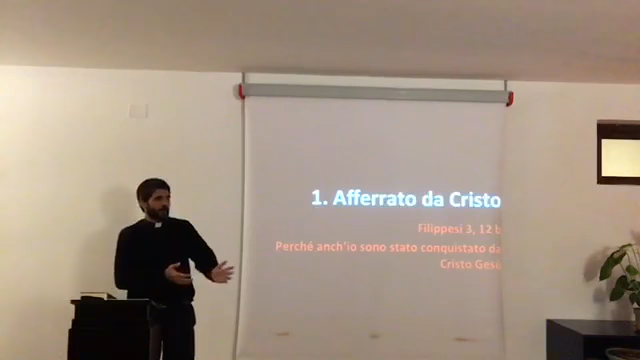 1. Afferrato da Cristo
Filippesi 3, 12 b
Perché anch'io sono stato conquistato da
Cristo Gesù